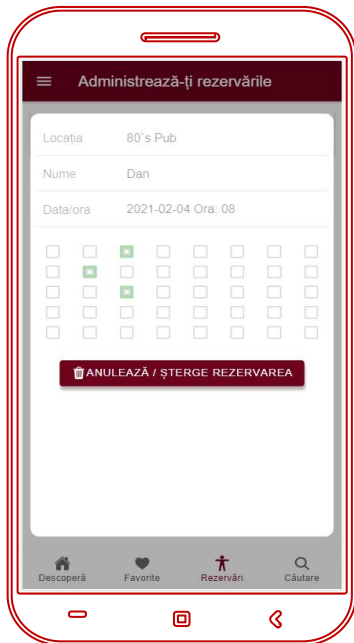 Administrează-ți rezervările
Locația 80`s Pub
Nume Dan
Data/ora 2021-02-04 Ora: 08
ANULEAZĂ / ȘTERGE REZERVAREA
Descoperă Favorite Rezervări Căutare